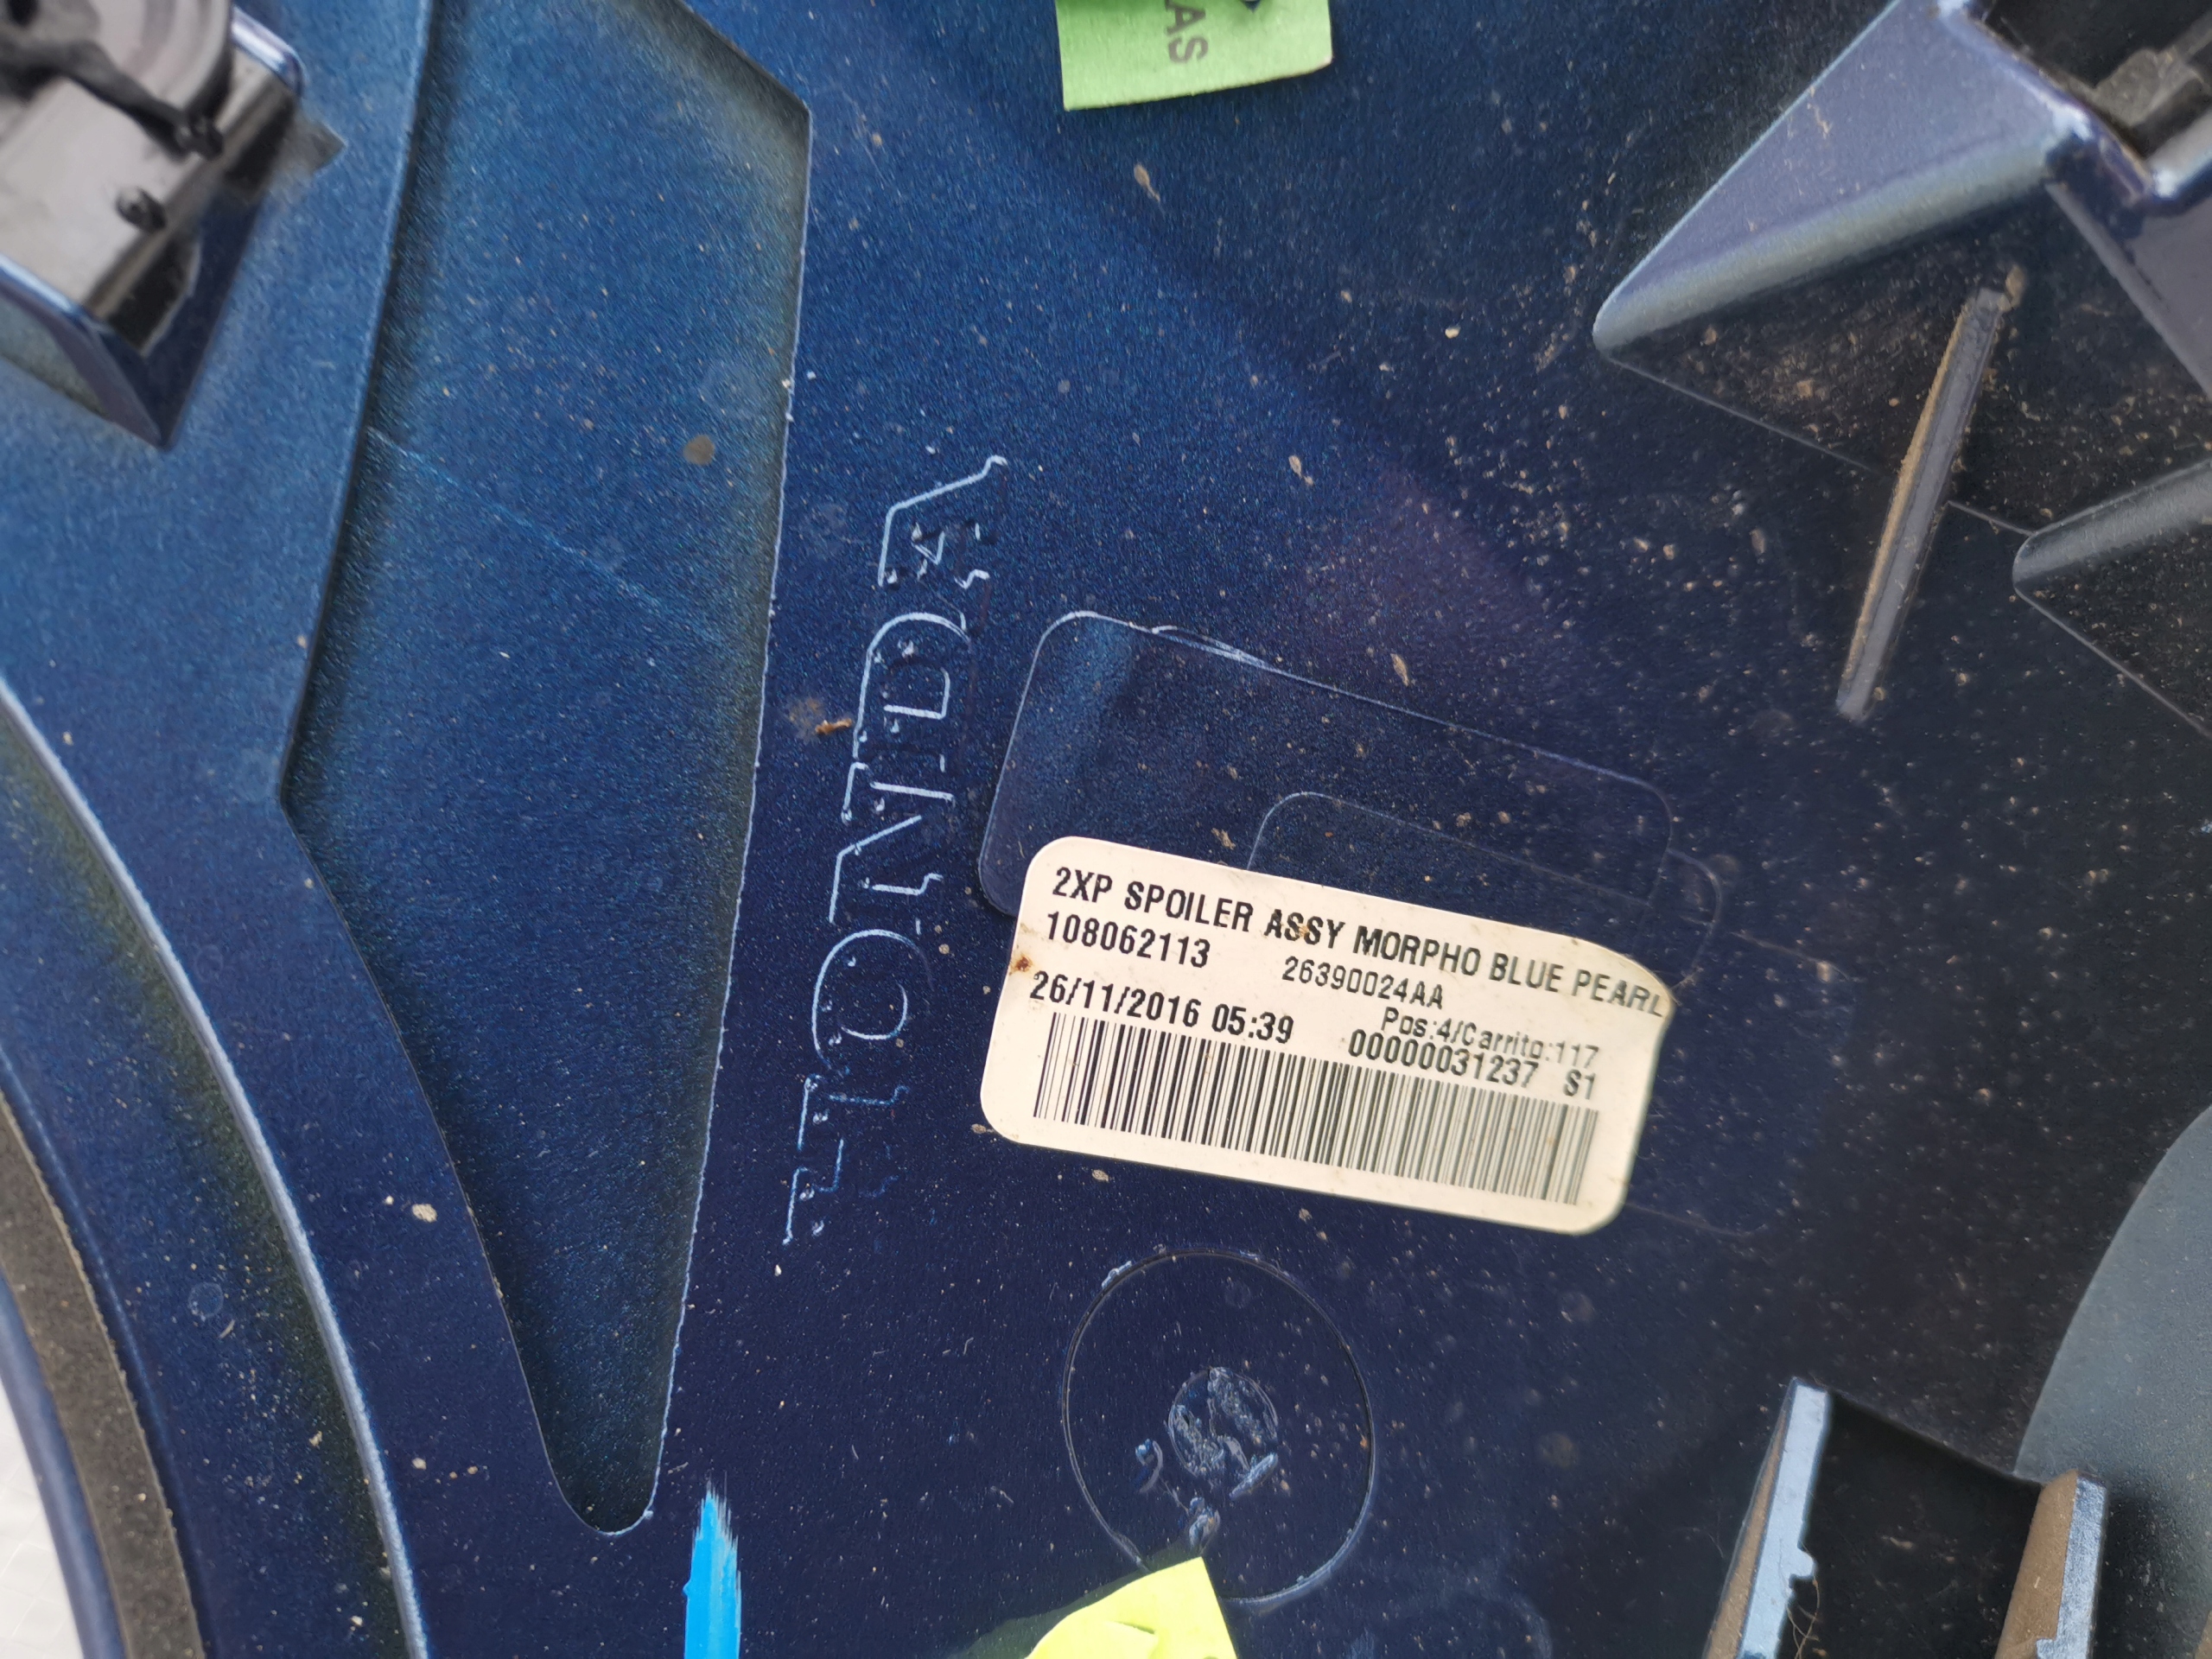 LAS
HONDA
2XP SPOILER ASSY MORPHO BLUE PEARL
108062113 26390024AA
Pos:4/Carrito:117
26/11/2016 05:39 00000031237 S1